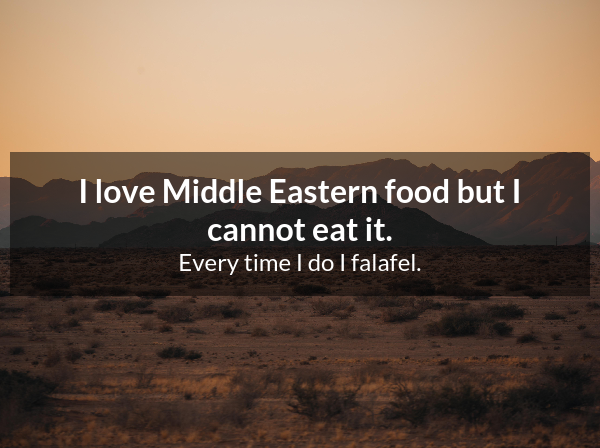 I love Middle Eastern food but I
cannot eat it.
Every time I do I falafel.